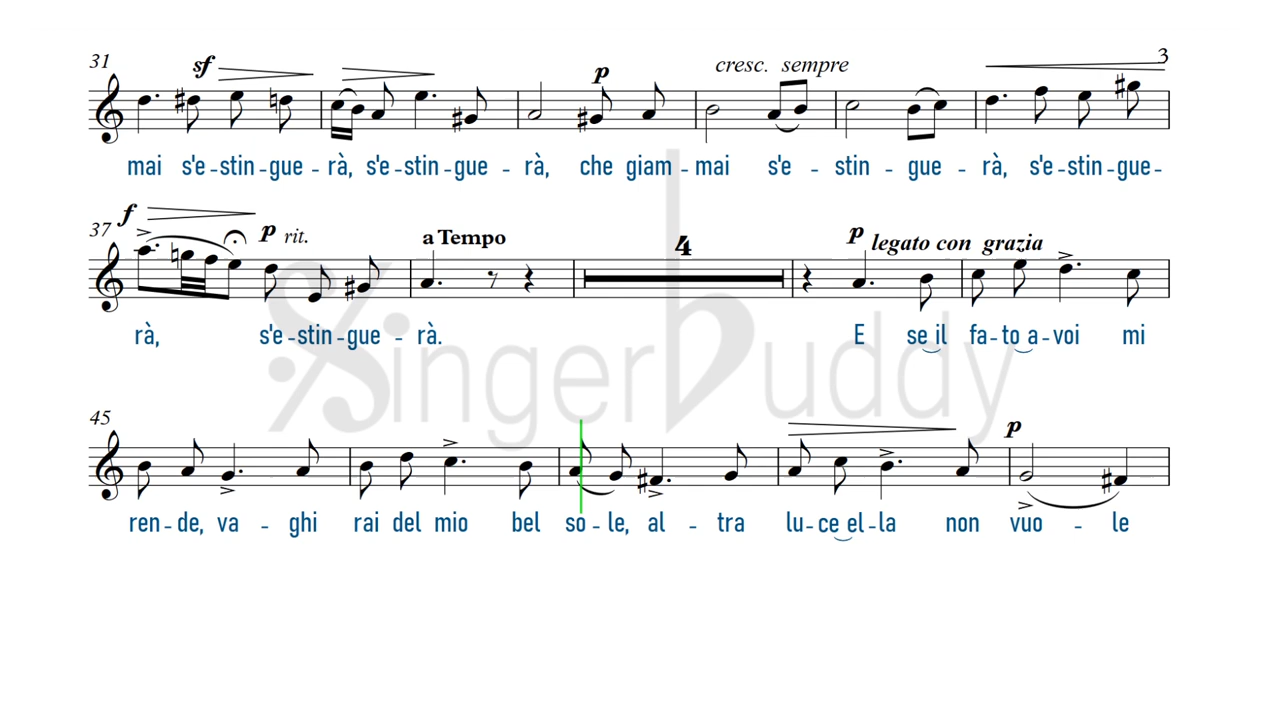 31 sf cresc. sempre 3
p
mai s'e-stin-gue-rà, s'e-stin-gue-rà, che giam-mai s'e-stin-gue-rà, s'e-stin-gue-
37 f p rit. a Tempo 4 p legato con grazia
rà, s'e-stin-gue-rà. E se il fa-to a-voi mi
SingerBuddy
45 p
ren-de, va-ghi rai del mio bel so-le, al-tra lu-ce el-la non vuo-le